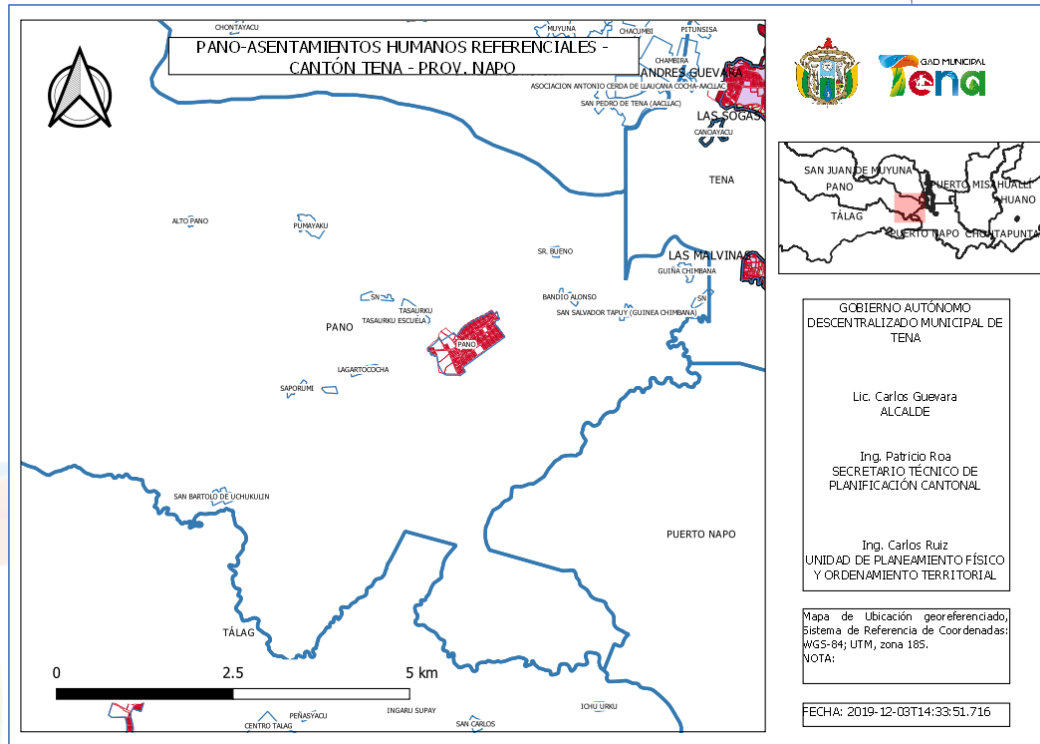 CHONTAYACU
MUYUNA
PITUNSISA
CHACUMBI
PANO-ASENTAMIENTOS HUMANOS REFERENCIALES -
CANTÓN TENA - PROV. NAPO
CHAMBIRA
ANDRES GUEVARA
ASOCIACION ANTONIO CERDA DE LLAUCANA COCHA-AACLLAC
SAN PEDRO DE TENA (AACLLAC)
LAS SOGAS
CANOAYACU
TENA
ALTO PANO
PUMAYAKU
SR. BUENO
LAS MALVINAS
GUIÑA CHIMBANA
SN
BANDIO ALONSO
SN
TASAURKU
SAN SALVADOR TAPUY (GUINEA CHIMBANA)
TASAURKU ESCUELA
PANO
PANO
LAGARTOCOCHA
SAPORUMI
SAN BARTOLO DE UCHUKULIN
PUERTO NAPO
TÁLAG
0 2.5 5 km
INGARU SUPAY
ICHU URKU
PEÑASYACU
CENTRO TALAG
SAN CARLOS
GAD MUNICIPAL
Tena
SAN JUAN DE MUYUNA
PANO
PUERTO MISAHUALLI
AHUANO
TÁLAG
PUERTO NAPO
CHONTAPUNTA
GOBIERNO AUTÓNOMO
DESCENTRALIZADO MUNICIPAL DE
TENA
Lic. Carlos Guevara
ALCALDE
Ing. Patricio Roa
SECRETARIO TÉCNICO DE
PLANIFICACIÓN CANTONAL
Ing. Carlos Ruiz
UNIDAD DE PLANEAMIENTO FÍSICO
Y ORDENAMIENTO TERRITORIAL
Mapa de Ubicación georeferenciado,
Sistema de Referencia de Coordenadas:
WGS-84; UTM, zona 18S.
NOTA:
FECHA: 2019-12-03T14:33:51.716